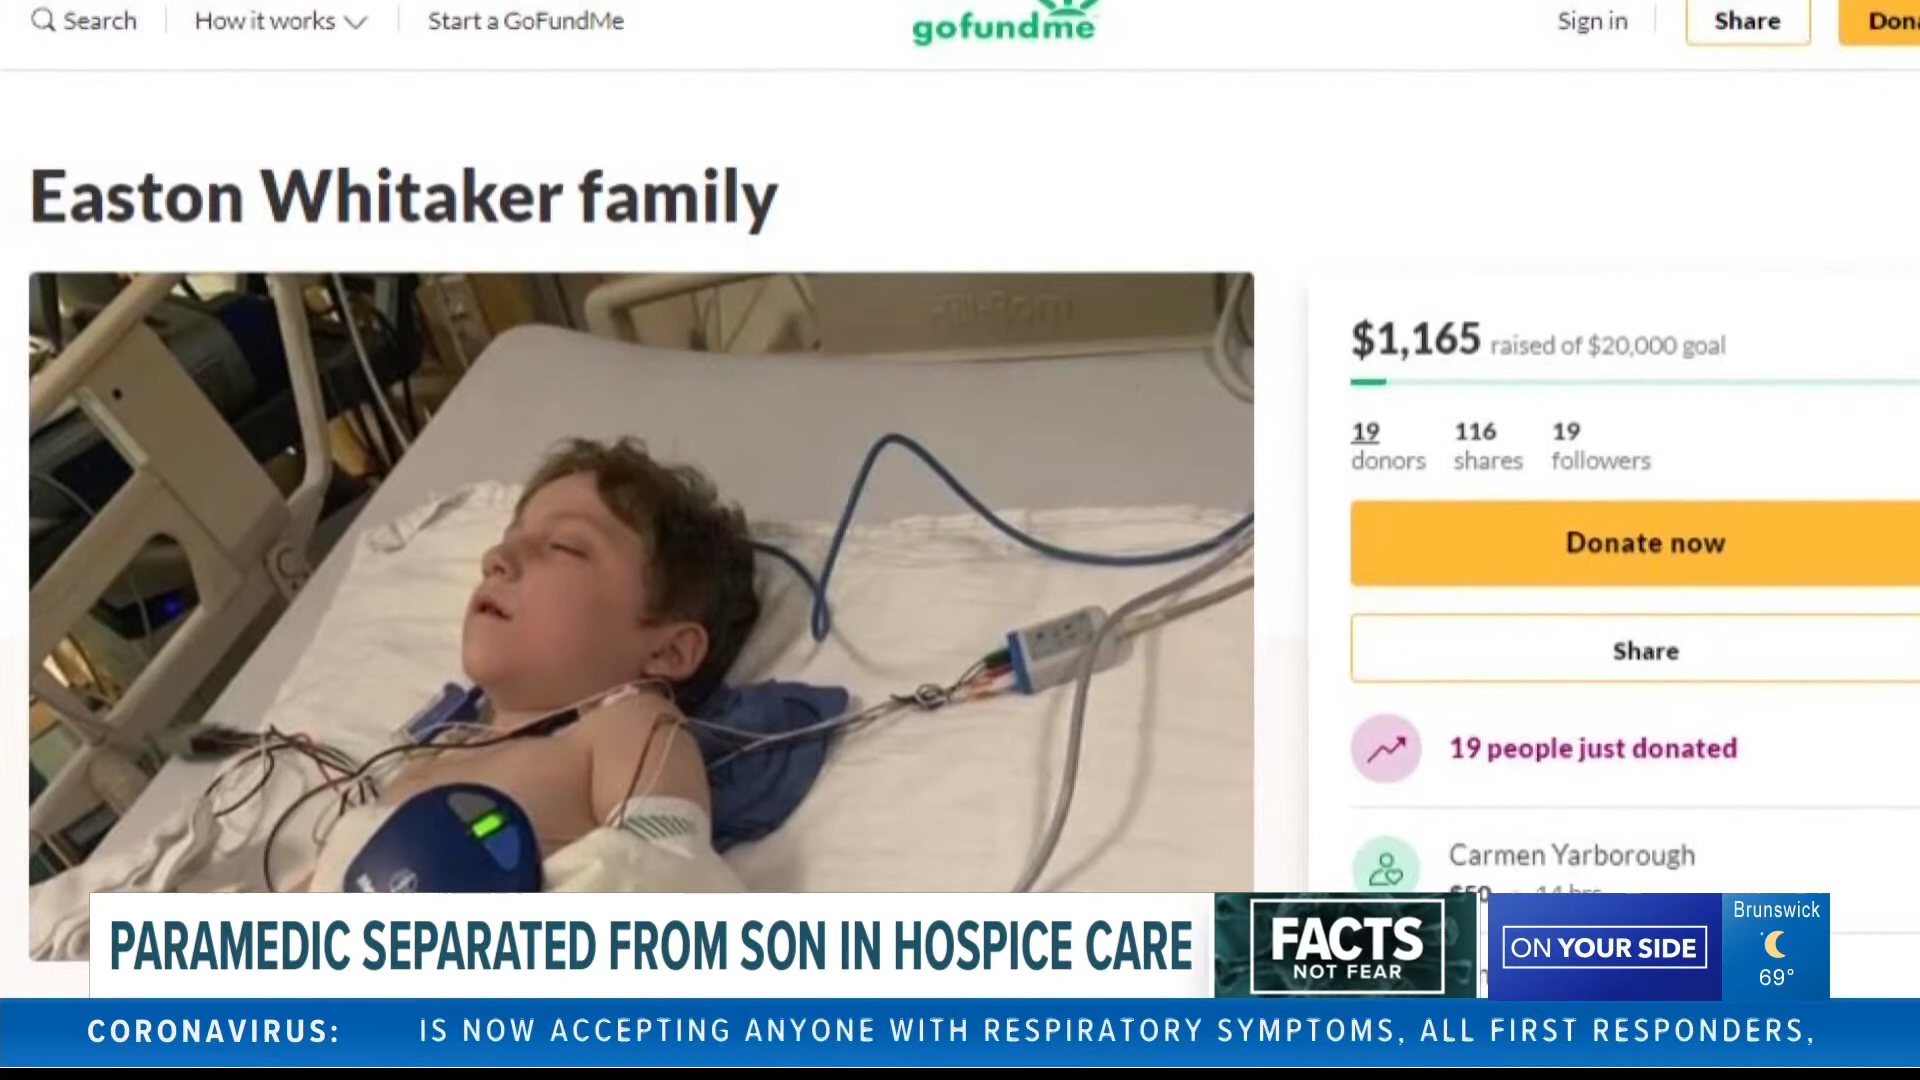 Search
How it works
Start a GoFundMe
gofundme
Sign in
Share
Easton Whitaker family
$1,165 raised of $20,000 goal
19 donors
116 shares
19 followers
Donate now
Share
19 people just donated
Carmen Yarborough
PARAMEDIC SEPARATED FROM SON IN HOSPICE CARE
FACTS
NOT FEAR
ON YOUR SIDE
Brunswick
69°
CORONAVIRUS: IS NOW ACCEPTING ANYONE WITH RESPIRATORY SYMPTOMS, ALL FIRST RESPONDERS,